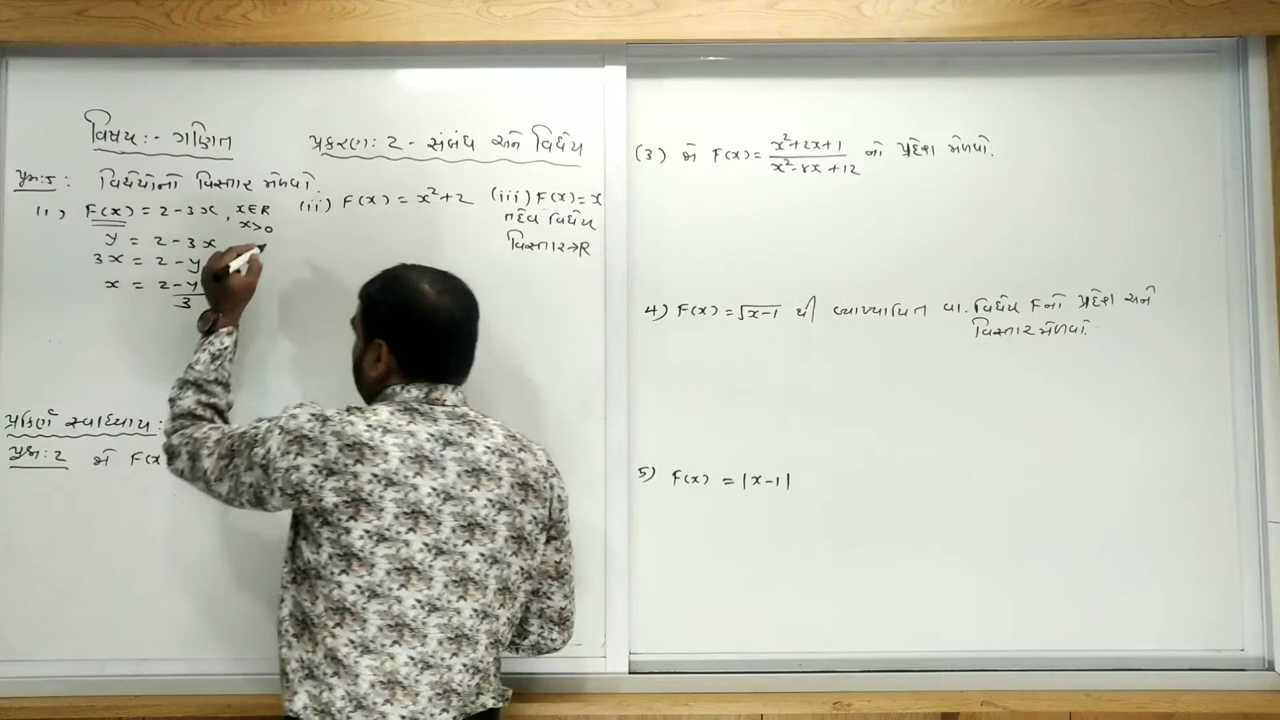 વિષય:- ગણિત
પ્રકરણ: 2 - સંબંધ અને વિધેય
પ્રશ્ન:5: વિધેયોનો વિસ્તાર મેળવો.
(i) F(x) = 2-3x, x∈R
x>0
y = 2-3x
3x = 2-y
x = 2-y
3
(ii) F(x) = x²+2
(iii) F(x) = x
તદેવ વિધેય
વિસ્તાર→R
પ્રકિર્ણ સ્વાધ્યાય:
પ્રશ્ન:2 જો F(x
(3) જો F(x) = x²+2x+1 / x²-8x+12 નો પ્રદેશ મેળવો.
4) F(x) = √x-1 થી વ્યાખ્યાયિત વા. વિધેય Fનો પ્રદેશ અને
વિસ્તાર મેળવો.
5) F(x) = |x-1|